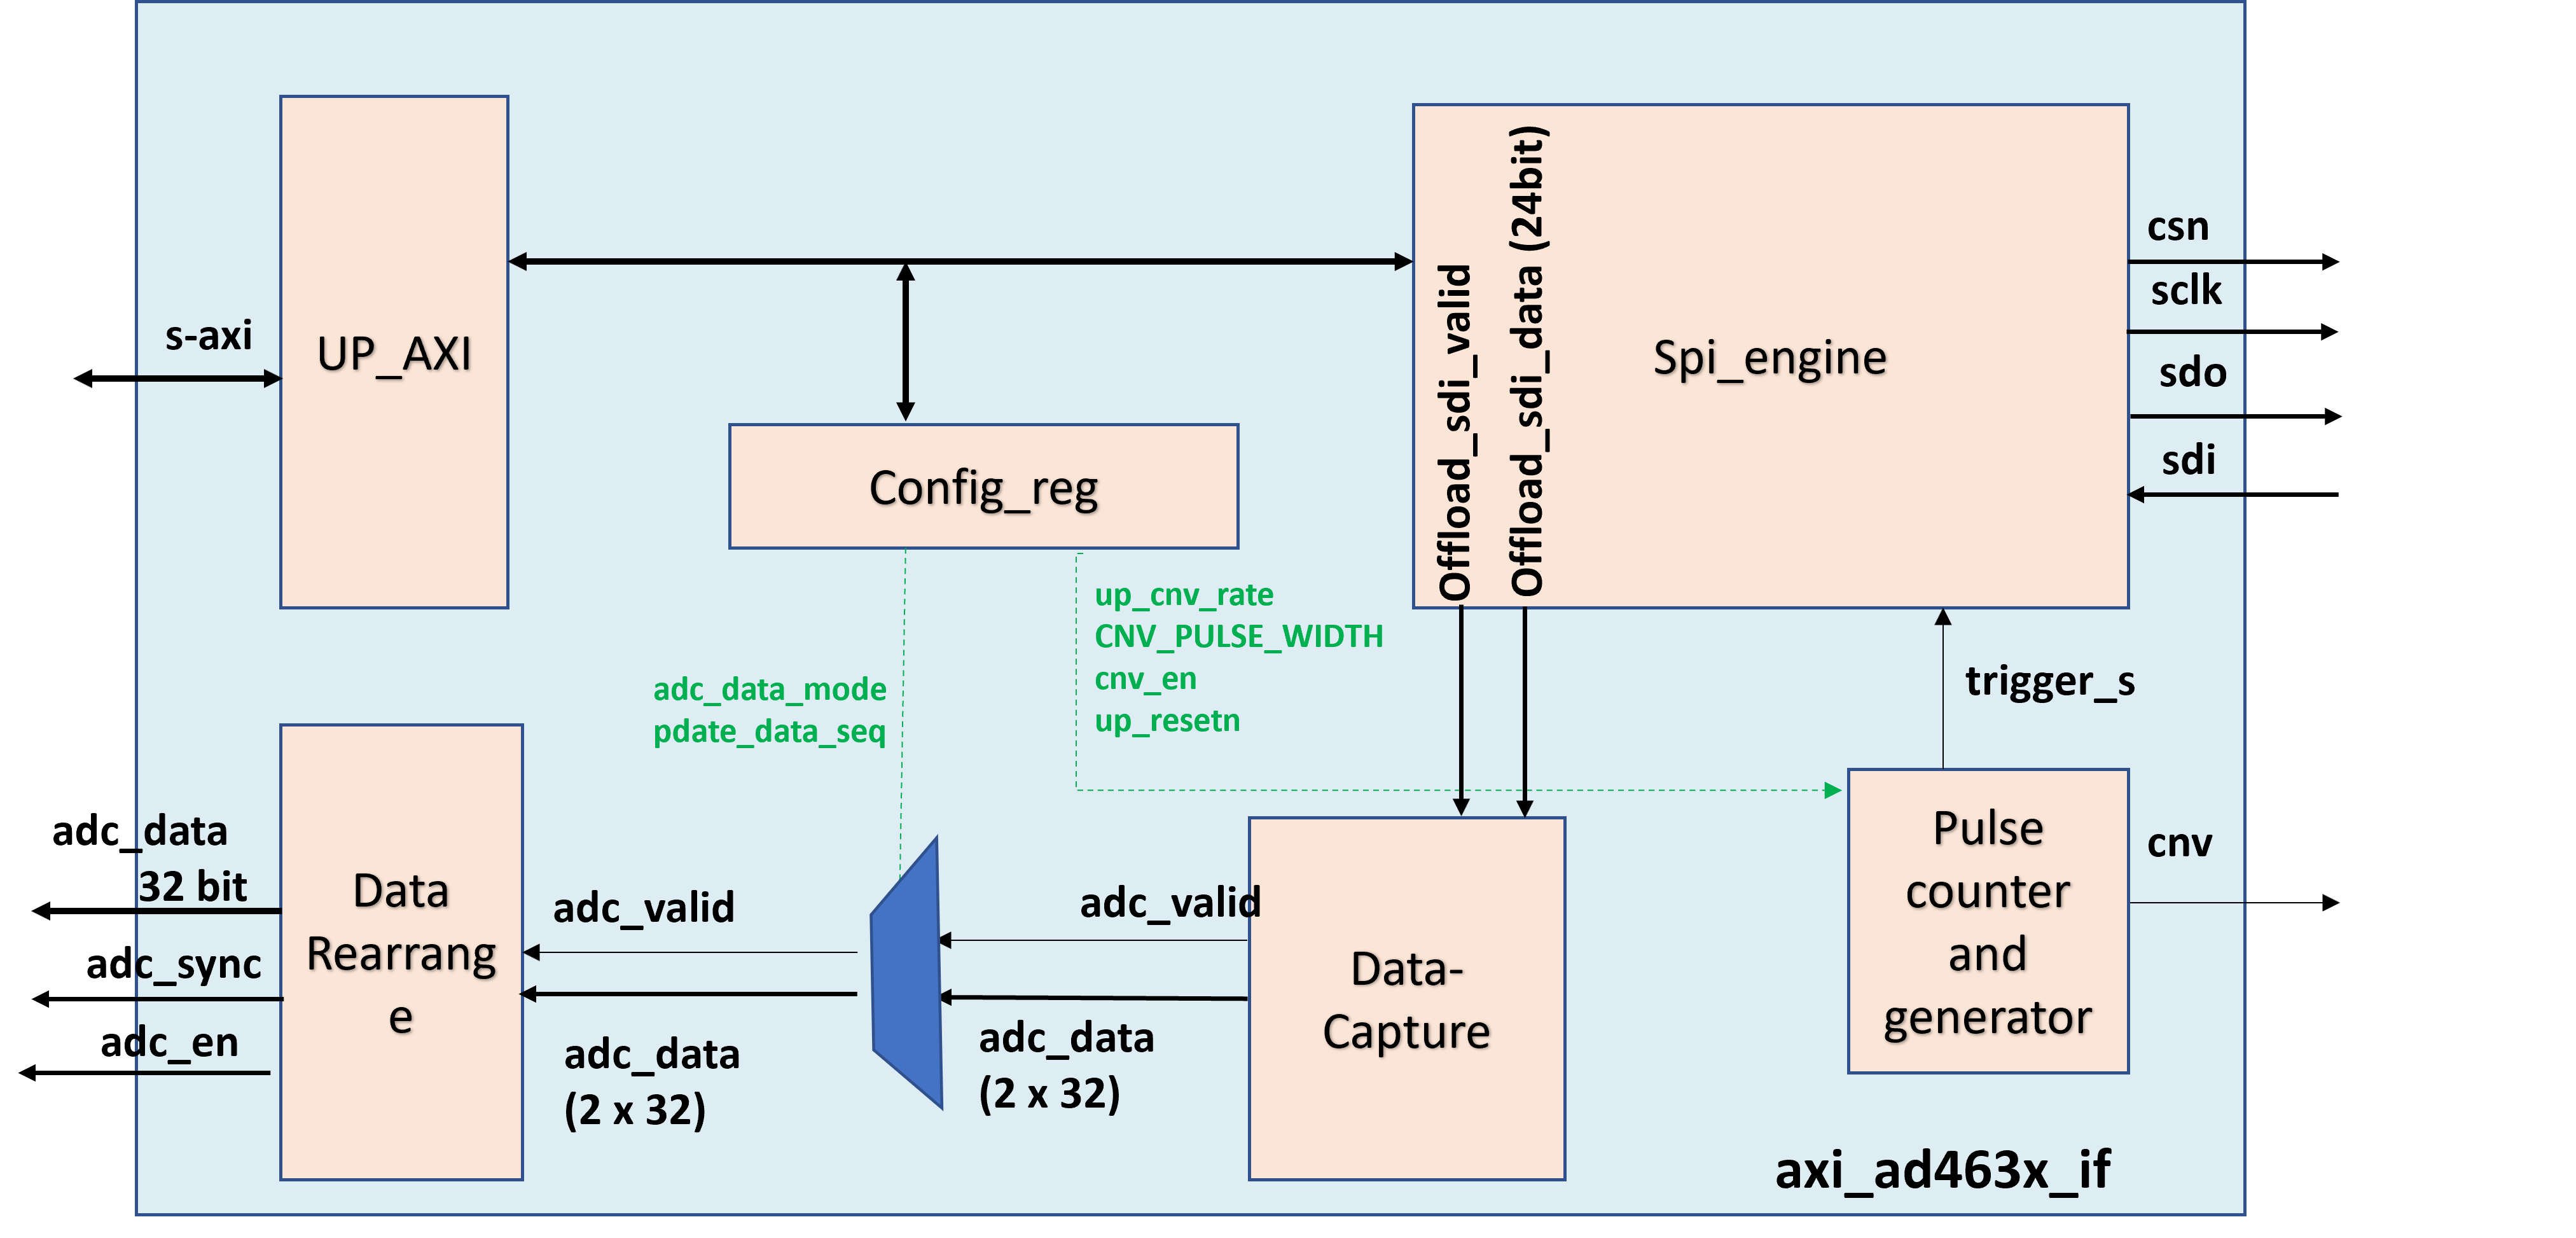 s-axi
UP_AXI
Config_reg
Offload_sdi_valid
Offload_sdi_data (24bit)
Spi_engine
csn
sclk
sdo
sdi
up_cnv_rate
CNV_PULSE_WIDTH
cnv_en
up_resetn
adc_data_mode
pdate_data_seq
trigger_s
adc_data
32 bit
adc_sync
adc_en
Data
Rearrang
e
adc_valid
adc_data
(2 x 32)
adc_valid
adc_data
(2 x 32)
Data-
Capture
Pulse
counter
and
generator
cnv
axi_ad463x_if